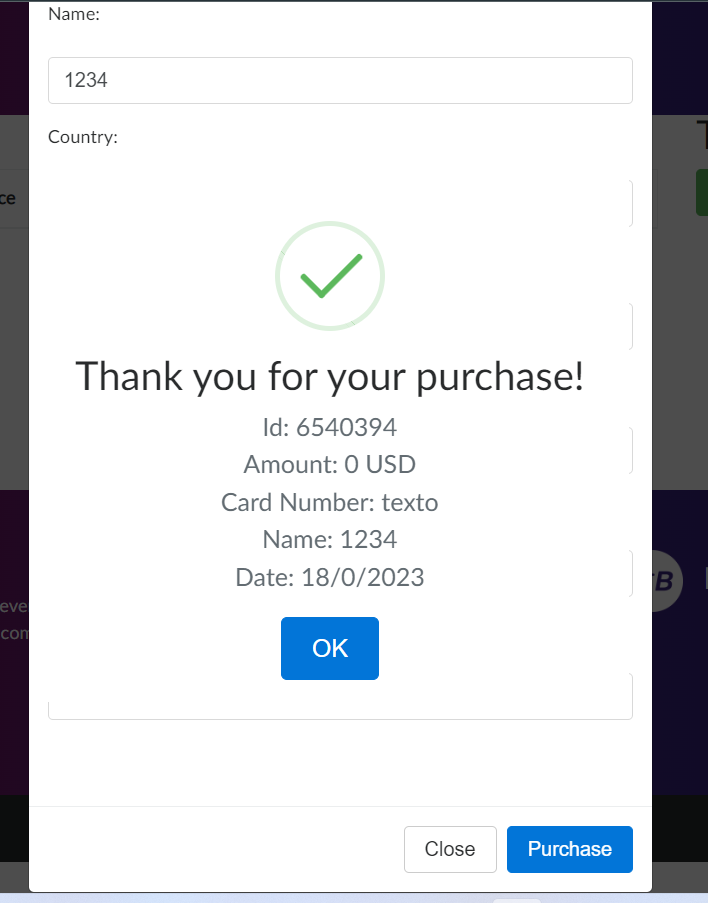 Name:
1234
Country:
ce
Thank you for your purchase!
Id: 6540394
Amount: 0 USD
Card Number: texto
Name: 1234
Date: 18/0/2023
OK
eve
com
B
Close
Purchase